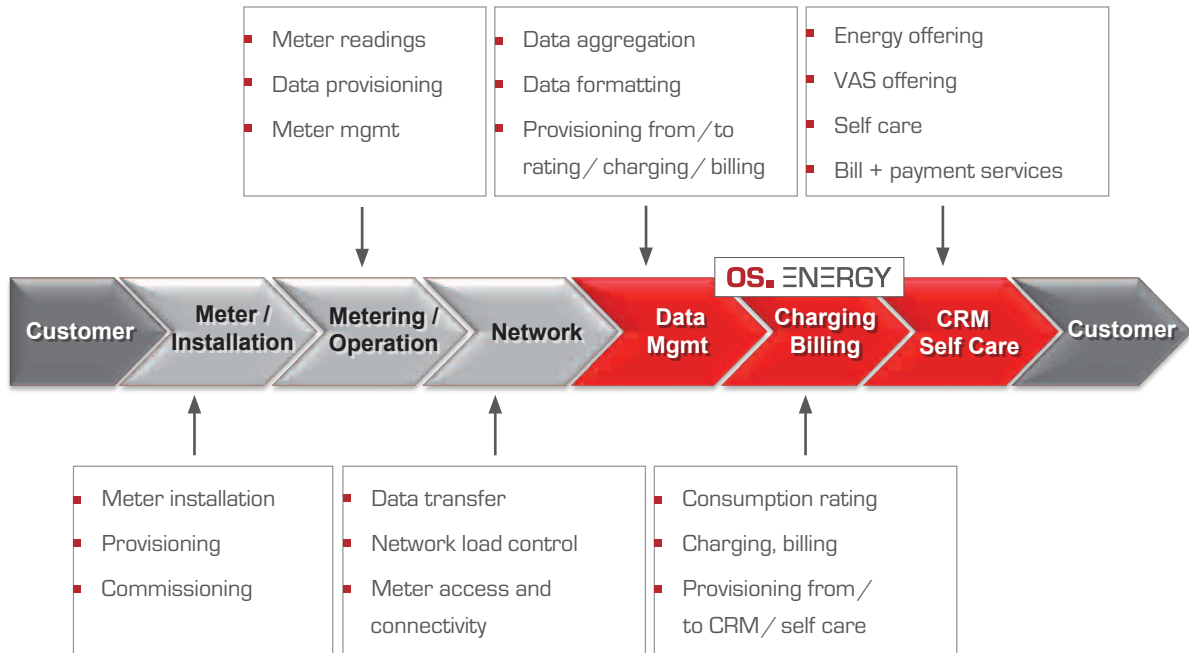 Meter readings
Data provisioning
Meter mgmt
Data aggregation
Data formatting
Provisioning from / to
rating / charging / billing
Energy offering
VAS offering
Self care
Bill + payment services
OS. ENERGY
Customer
Meter /
Installation
Metering /
Operation
Network
Data
Mgmt
Charging
Billing
CRM
Self Care
Customer
Meter installation
Provisioning
Commissioning
Data transfer
Network load control
Meter access and
connectivity
Consumption rating
Charging, billing
Provisioning from /
to CRM / self care